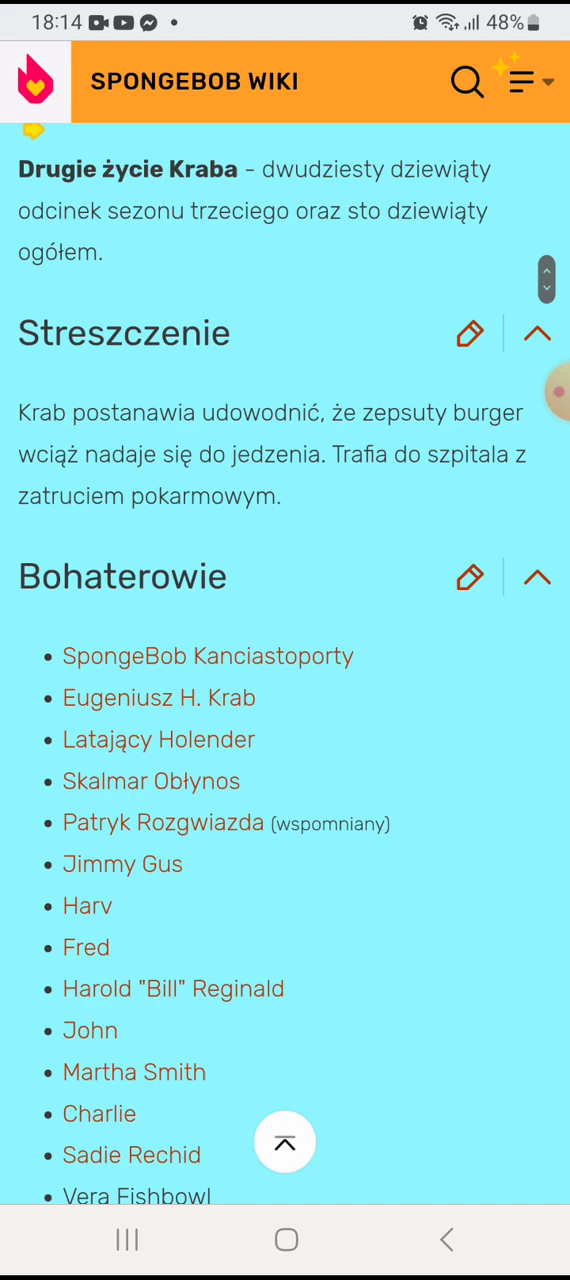 18:14
48%
SPONGEBOB WIKI
Drugie życie Kraba - dwudziesty dziewiąty
odcinek sezonu trzeciego oraz sto dziewiąty
ogółem.
Streszczenie
Krab postanawia udowodnić, że zepsuty burger
wciąż nadaje się do jedzenia. Trafia do szpitala z
zatruciem pokarmowym.
Bohaterowie
SpongeBob Kanciastoporty
Eugeniusz H. Krab
Latający Holender
Skalmar Obłynos
Patryk Rozgwiazda (wspomniany)
Jimmy Gus
Harv
Fred
Harold "Bill" Reginald
John
Martha Smith
Charlie
Sadie Rechid
Vera Fishbowl